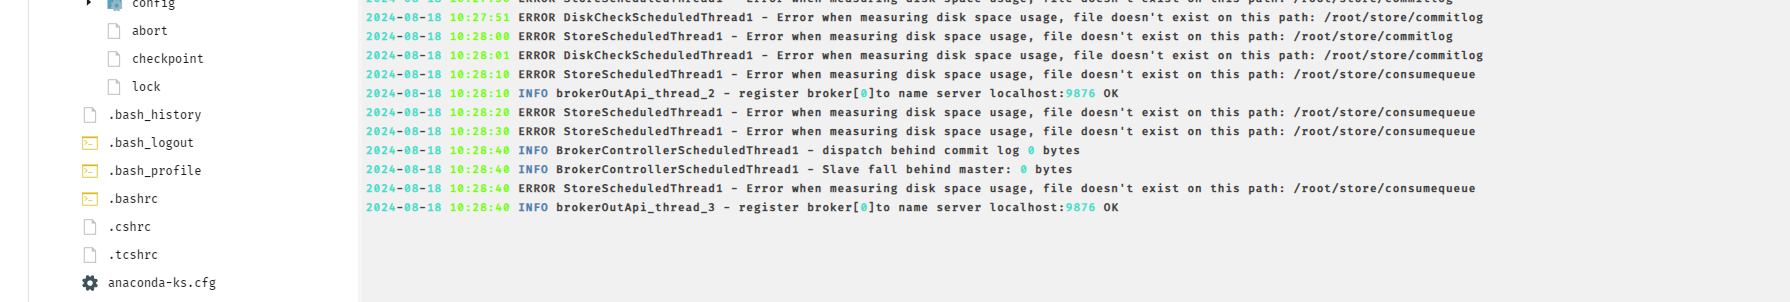 config
abort
checkpoint
lock
.bash_history
.bash_logout
.bash_profile
.bashrc
.cshrc
.tcshrc
anaconda-ks.cfg
2024-08-18 10:27:51 ERROR DiskCheckScheduledThread1 - Error when measuring disk space usage, file doesn't exist on this path: /root/store/commitlog
2024-08-18 10:28:00 ERROR StoreScheduledThread1 - Error when measuring disk space usage, file doesn't exist on this path: /root/store/commitlog
2024-08-18 10:28:01 ERROR DiskCheckScheduledThread1 - Error when measuring disk space usage, file doesn't exist on this path: /root/store/commitlog
2024-08-18 10:28:10 ERROR StoreScheduledThread1 - Error when measuring disk space usage, file doesn't exist on this path: /root/store/consumequeue
2024-08-18 10:28:10 INFO brokerOutApi_thread_2 - register broker[0]to name server localhost:9876 OK
2024-08-18 10:28:20 ERROR StoreScheduledThread1 - Error when measuring disk space usage, file doesn't exist on this path: /root/store/consumequeue
2024-08-18 10:28:30 ERROR StoreScheduledThread1 - Error when measuring disk space usage, file doesn't exist on this path: /root/store/consumequeue
2024-08-18 10:28:40 INFO BrokerControllerScheduledThread1 - dispatch behind commit log 0 bytes
2024-08-18 10:28:40 INFO BrokerControllerScheduledThread1 - Slave fall behind master: 0 bytes
2024-08-18 10:28:40 ERROR StoreScheduledThread1 - Error when measuring disk space usage, file doesn't exist on this path: /root/store/consumequeue
2024-08-18 10:28:40 INFO brokerOutApi_thread_3 - register broker[0]to name server localhost:9876 OK